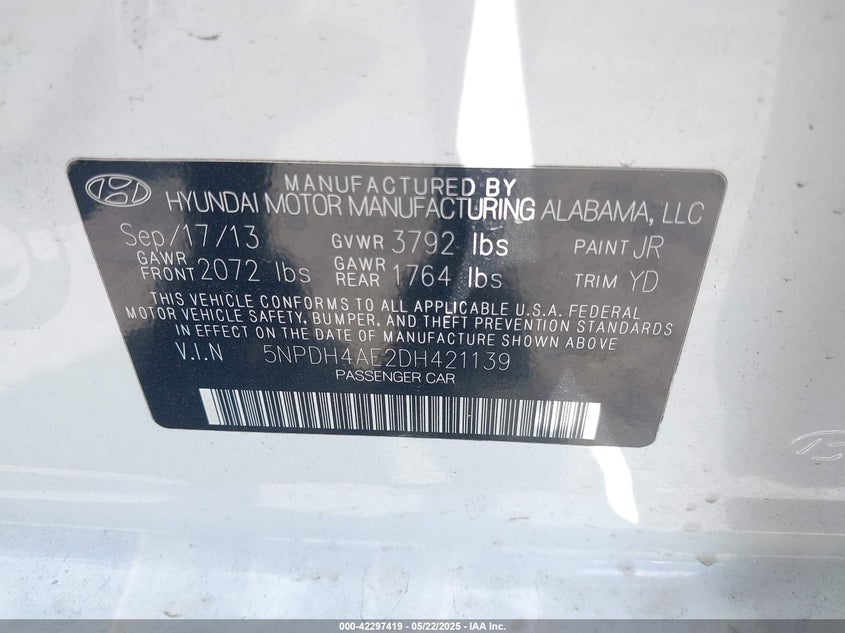 MANUFACTURED BY
HYUNDAI MOTOR MANUFACTURING ALABAMA, LLC
Sep/17/13 GVWR 3792 lbs PAINT JR
GAWR FRONT 2072 lbs GAWR REAR 1764 lbs TRIM YD
THIS VEHICLE CONFORMS TO ALL APPLICABLE U.S.A. FEDERAL
MOTOR VEHICLE SAFETY, BUMPER, AND THEFT PREVENTION STANDARDS
IN EFFECT ON THE DATE OF MANUFACTURE SHOWN ABOVE
V.I.N 5NPDH4AE2DH421139
PASSENGER CAR
000-42297419 - 05/22/2025 - IAA Inc.